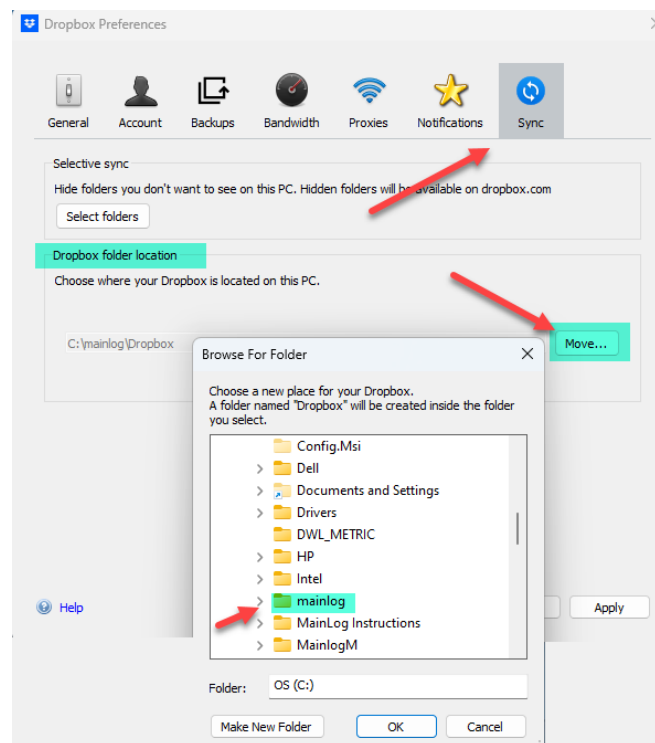 Dropbox Preferences
General Account Backups Bandwidth Proxies Notifications Sync
Selective sync
Hide folders you don't want to see on this PC. Hidden folders will be available on dropbox.com
Select folders
Dropbox folder location
Choose where your Dropbox is located on this PC.
C:\mainlog\Dropbox
Move...
Browse For Folder
Choose a new place for your Dropbox.
A folder named "Dropbox" will be created inside the folder
you select.
Config.Msi
Dell
Documents and Settings
Drivers
DWL_METRIC
HP
Intel
mainlog
MainLog Instructions
MainlogM
Help
Apply
Folder: OS (C:)
Make New Folder OK Cancel